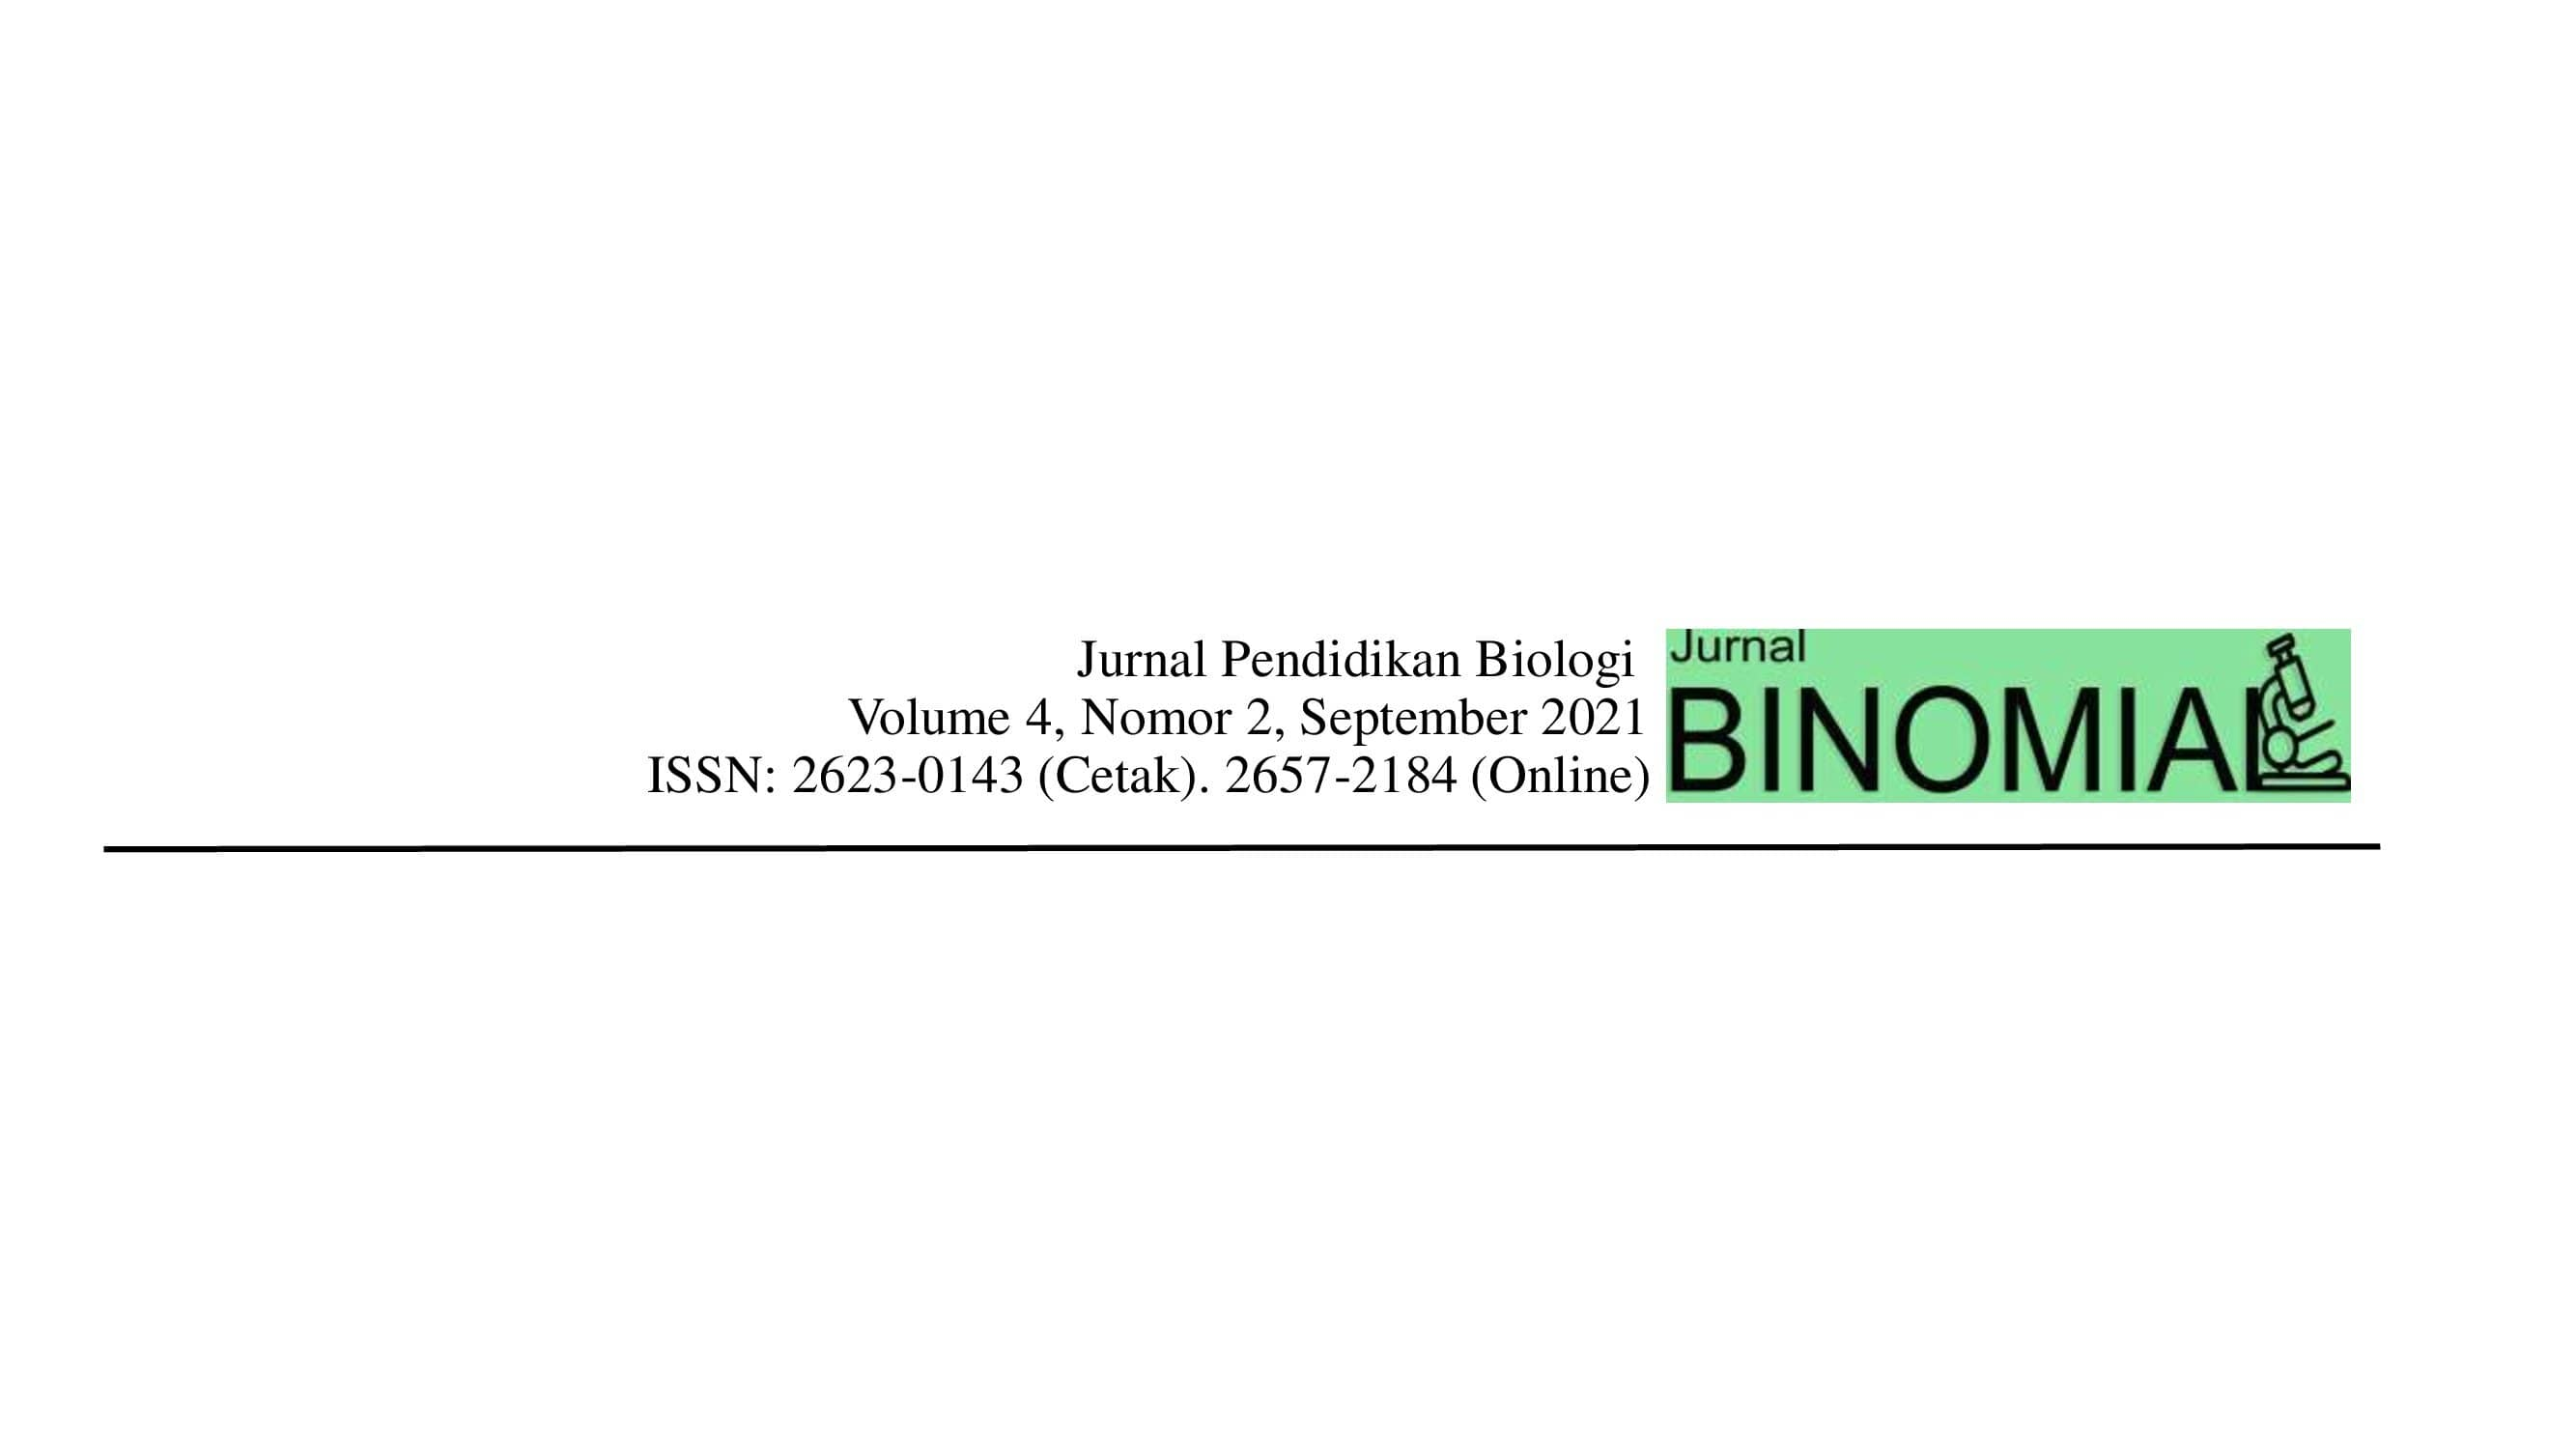 Jurnal Pendidikan Biologi
Volume 4, Nomor 2, September 2021
ISSN: 2623-0143 (Cetak). 2657-2184 (Online)
Jurnal
BINOMIAL